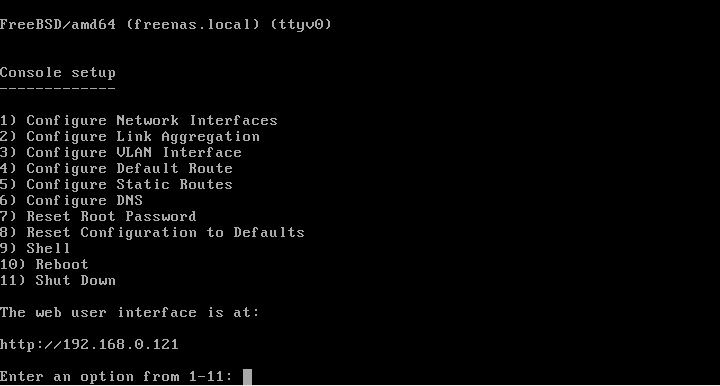 FreeBSD/amd64 (freenas.local) (ttyv0)
Console setup
-------------
1) Configure Network Interfaces
2) Configure Link Aggregation
3) Configure VLAN Interface
4) Configure Default Route
5) Configure Static Routes
6) Configure DNS
7) Reset Root Password
8) Reset Configuration to Defaults
9) Shell
10) Reboot
11) Shut Down
The web user interface is at:
http://192.168.0.121
Enter an option from 1-11: